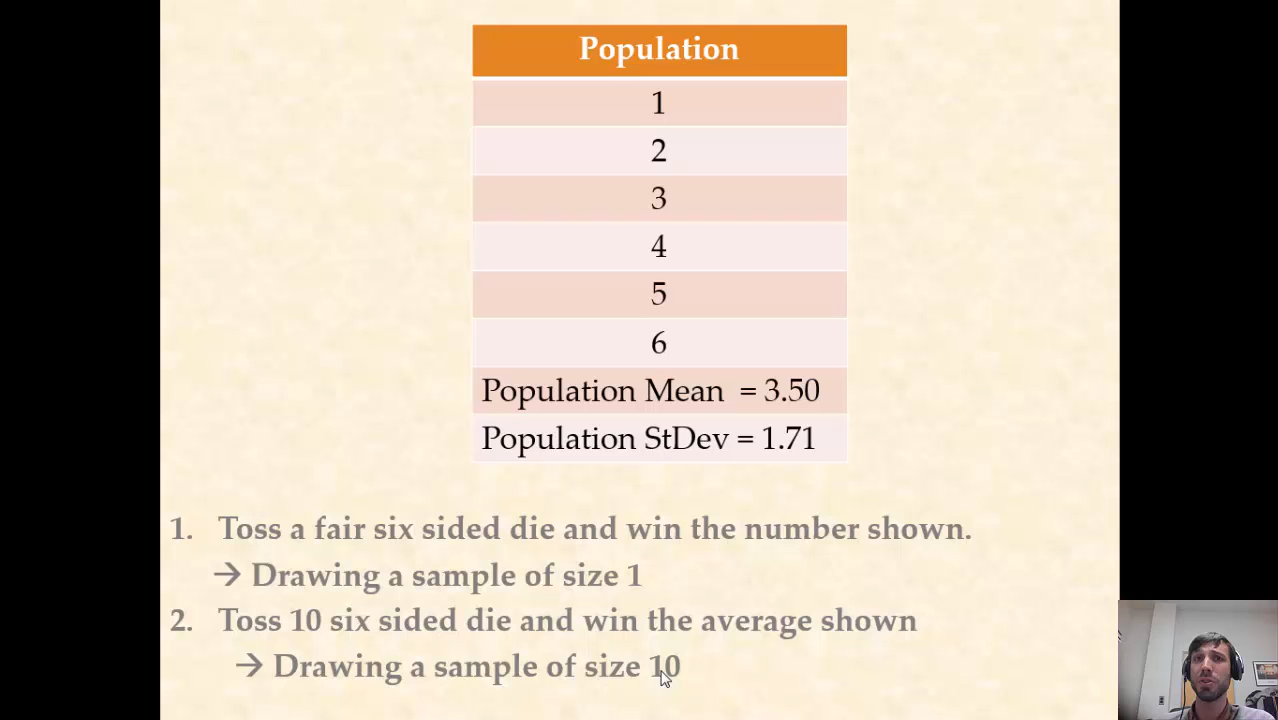 Population
1
2
3
4
5
6
Population Mean = 3.50
Population StDev = 1.71
1. Toss a fair six sided die and win the number shown.
→ Drawing a sample of size 1
2. Toss 10 six sided die and win the average shown
→ Drawing a sample of size 10